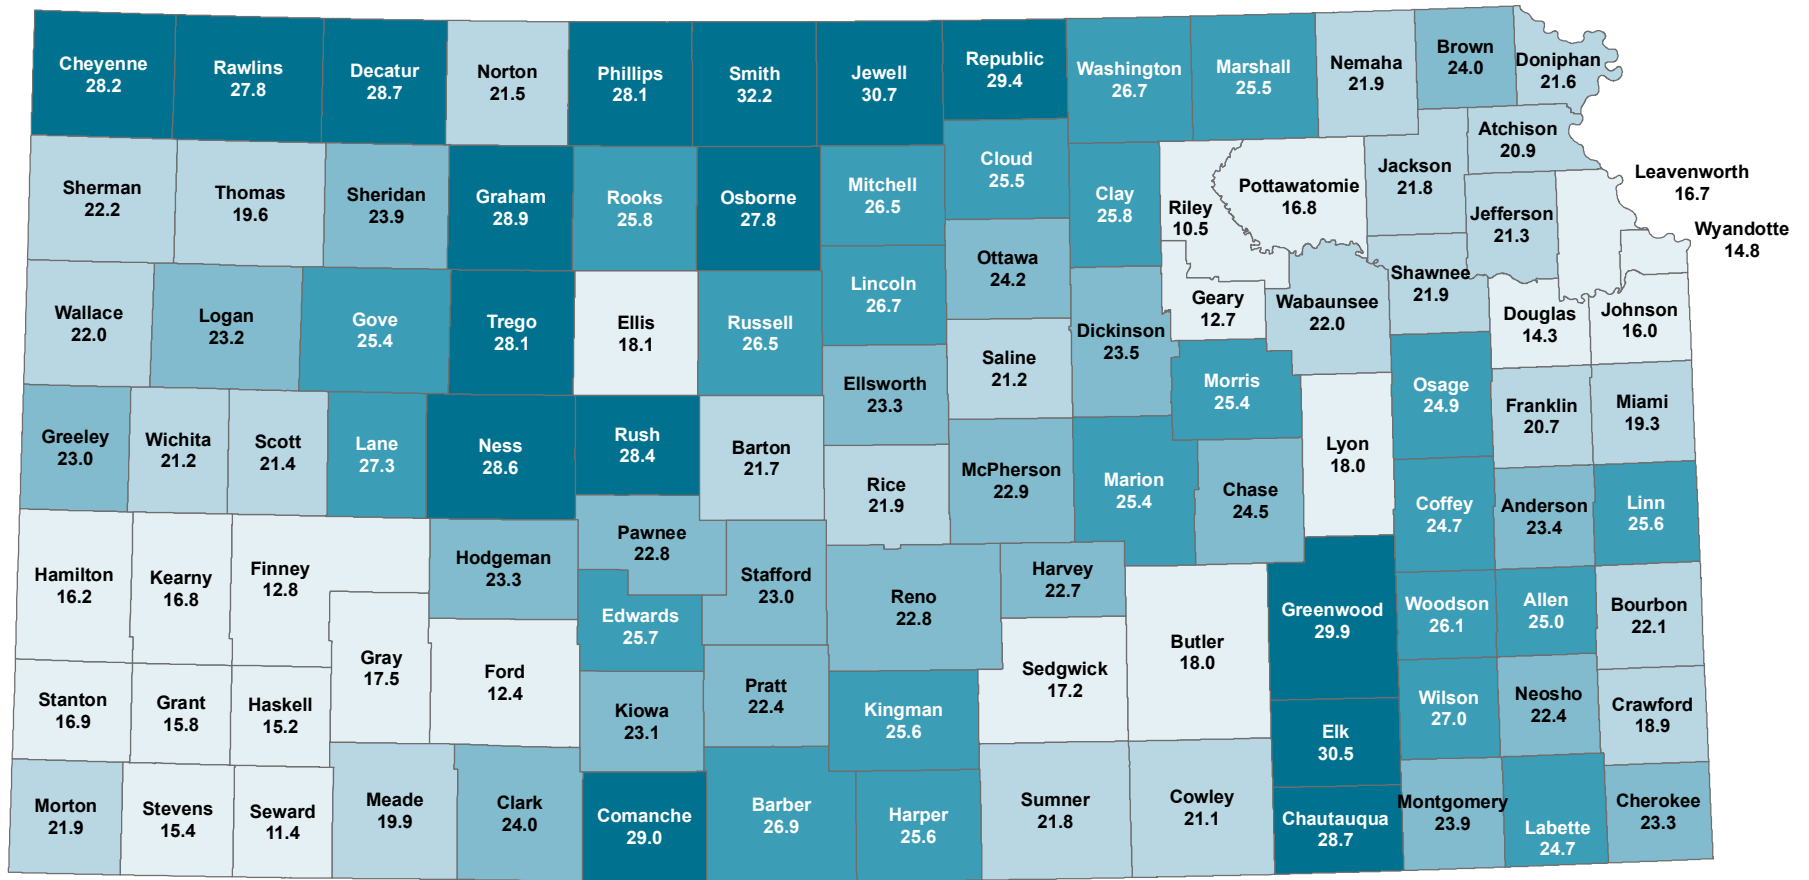 Cheyenne
28.2
Rawlins
27.8
Decatur
28.7
Norton
21.5
Phillips
28.1
Smith
32.2
Jewell
30.7
Republic
29.4
Washington
26.7
Marshall
25.5
Nemaha
21.9
Brown
24.0
Doniphan
21.6
Sherman
22.2
Thomas
19.6
Sheridan
23.9
Graham
28.9
Rooks
25.8
Osborne
27.8
Mitchell
26.5
Cloud
25.5
Clay
25.8
Riley
10.5
Pottawatomie
16.8
Jackson
21.8
Atchison
20.9
Jefferson
21.3
Leavenworth
16.7
Wyandotte
14.8
Wallace
22.0
Logan
23.2
Gove
25.4
Trego
28.1
Ellis
18.1
Russell
26.5
Lincoln
26.7
Ottawa
24.2
Saline
21.2
Dickinson
23.5
Geary
12.7
Wabaunsee
22.0
Shawnee
21.9
Douglas
14.3
Johnson
16.0
Greeley
23.0
Wichita
21.2
Scott
21.4
Lane
27.3
Ness
28.6
Rush
28.4
Barton
21.7
Ellsworth
23.3
Rice
21.9
McPherson
22.9
Marion
25.4
Morris
25.4
Chase
24.5
Lyon
18.0
Osage
24.9
Coffey
24.7
Franklin
20.7
Miami
19.3
Anderson
23.4
Linn
25.6
Hamilton
16.2
Kearny
16.8
Finney
12.8
Hodgeman
23.3
Pawnee
22.8
Edwards
25.7
Stafford
23.0
Reno
22.8
Harvey
22.7
Sedgwick
17.2
Butler
18.0
Greenwood
29.9
Woodson
26.1
Allen
25.0
Bourbon
22.1
Stanton
16.9
Grant
15.8
Haskell
15.2
Gray
17.5
Ford
12.4
Kiowa
23.1
Pratt
22.4
Kingman
25.6
Elk
30.5
Wilson
27.0
Neosho
22.4
Crawford
18.9
Morton
21.9
Stevens
15.4
Seward
11.4
Meade
19.9
Clark
24.0
Comanche
29.0
Barber
26.9
Harper
25.6
Sumner
21.8
Cowley
21.1
Chautauqua
28.7
Montgomery
23.9
Labette
24.7
Cherokee
23.3